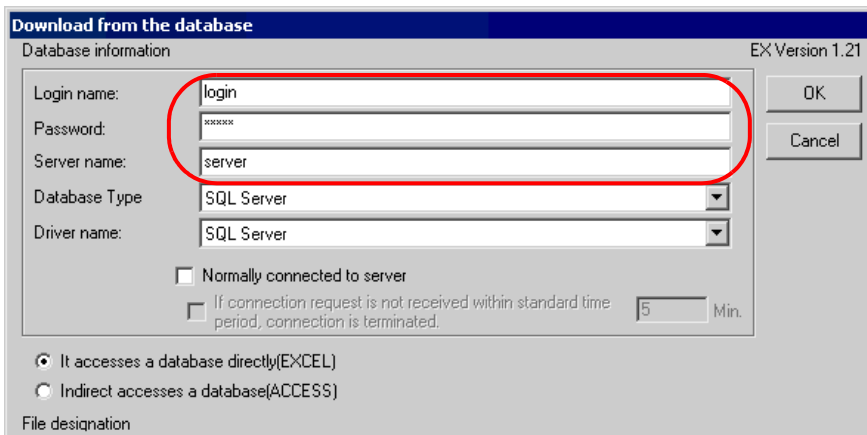 Download from the database
Database information
EX Version 1.21
Login name:
login
OK
Password:
*****
Cancel
Server name:
server
Database Type
SQL Server
Driver name:
SQL Server
Normally connected to server
If connection request is not received within standard time
period, connection is terminated.
5
Min.
It accesses a database directly(EXCEL)
Indirect accesses a database(ACCESS)
File designation